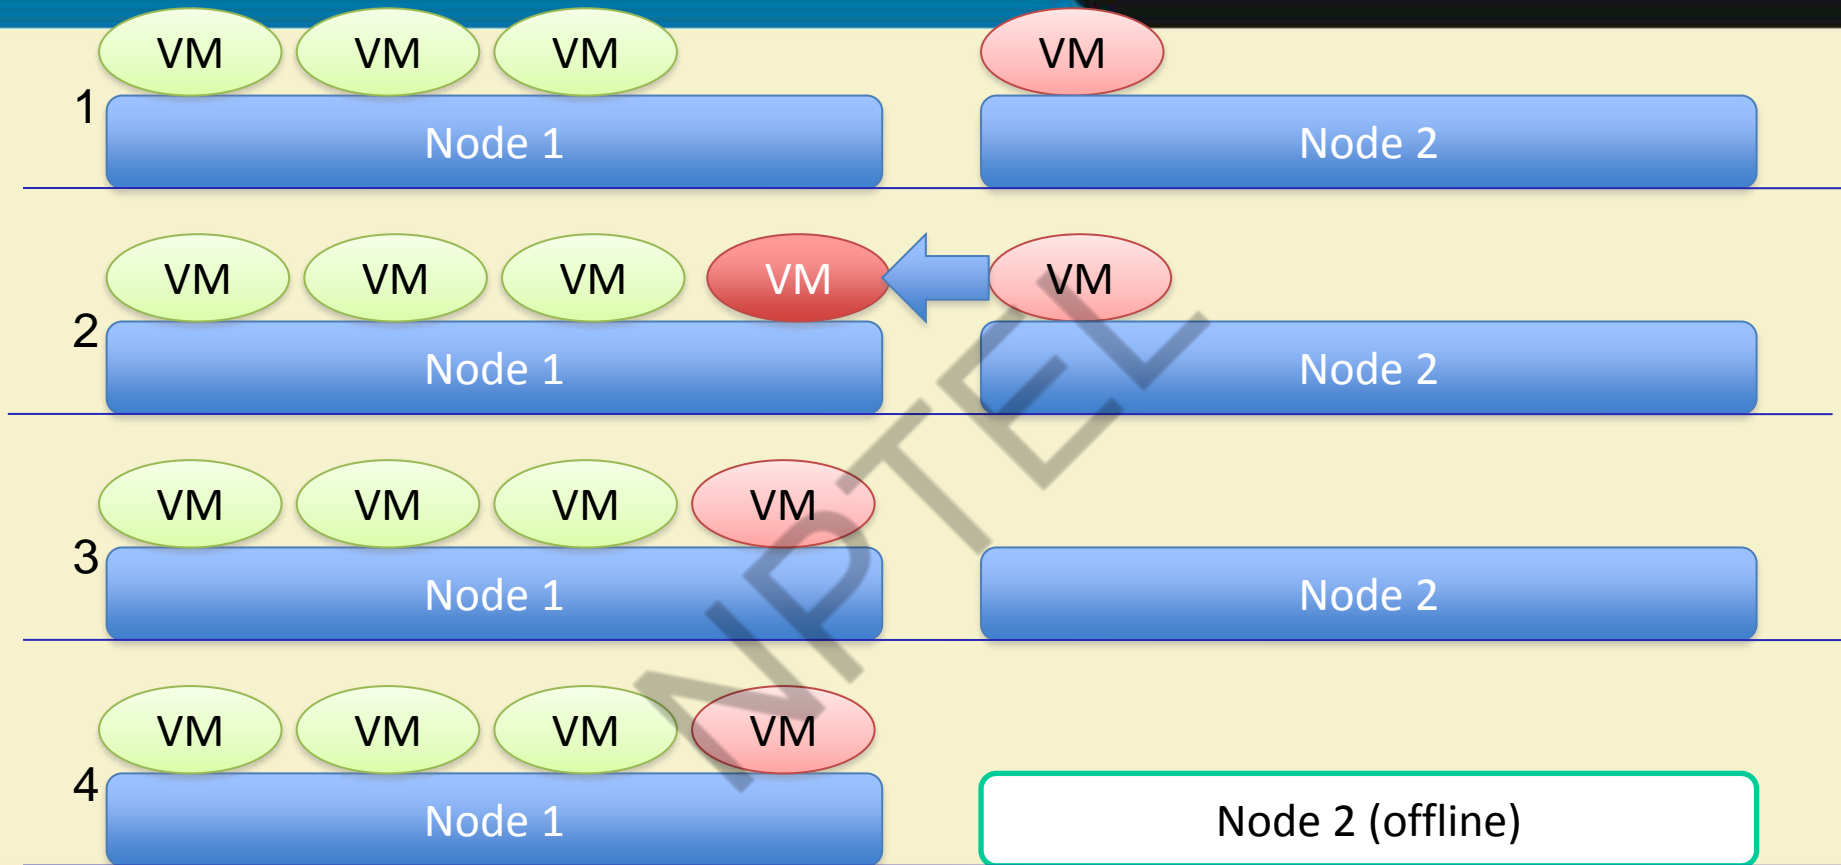 VM VM VM VM
1 Node 1 Node 2
VM VM VM VM VM
2 Node 1 Node 2
VM VM VM VM
3 Node 1 Node 2
VM VM VM VM
4 Node 1 Node 2 (offline)
NPTEL